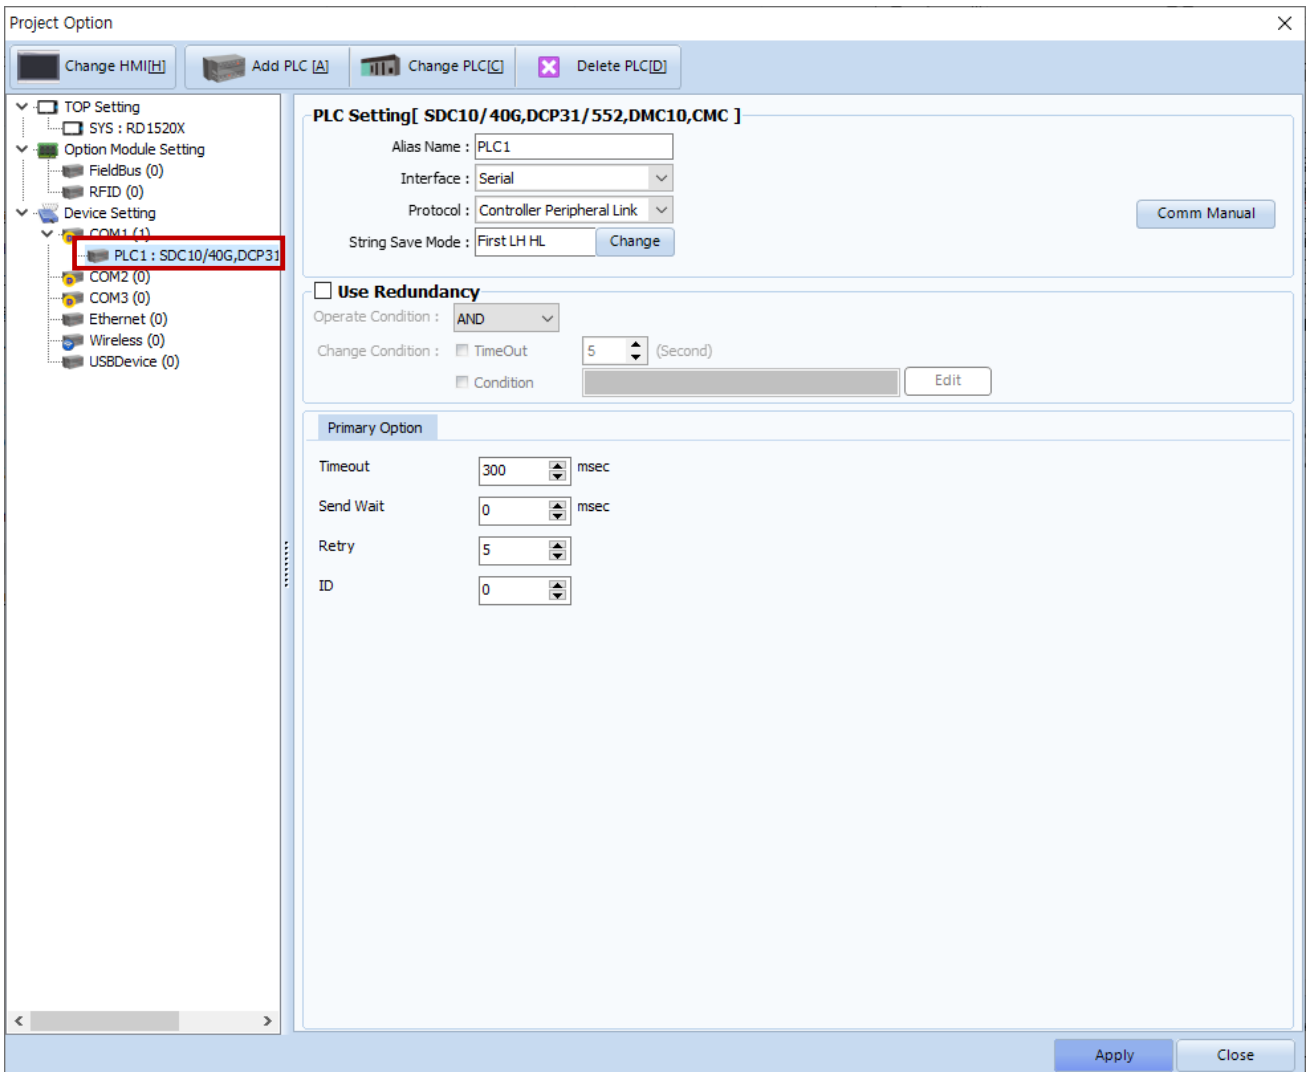 Project Option
Change HMI[H]
Add PLC [A]
Change PLC[C]
Delete PLC[D]
TOP Setting
SYS : RD1520X
Option Module Setting
FieldBus (0)
RFID (0)
Device Setting
COM1 (1)
PLC1 : SDC10/40G,DCP31
COM2 (0)
COM3 (0)
Ethernet (0)
Wireless (0)
USBDevice (0)
PLC Setting[ SDC10/40G,DCP31/552,DMC10,CMC ]
Alias Name : PLC1
Interface : Serial
Protocol : Controller Peripheral Link
Comm Manual
String Save Mode : First LH HL Change
Use Redundancy
Operate Condition : AND
Change Condition : TimeOut 5 (Second)
Condition Edit
Primary Option
Timeout 300 msec
Send Wait 0 msec
Retry 5
ID 0
Apply Close